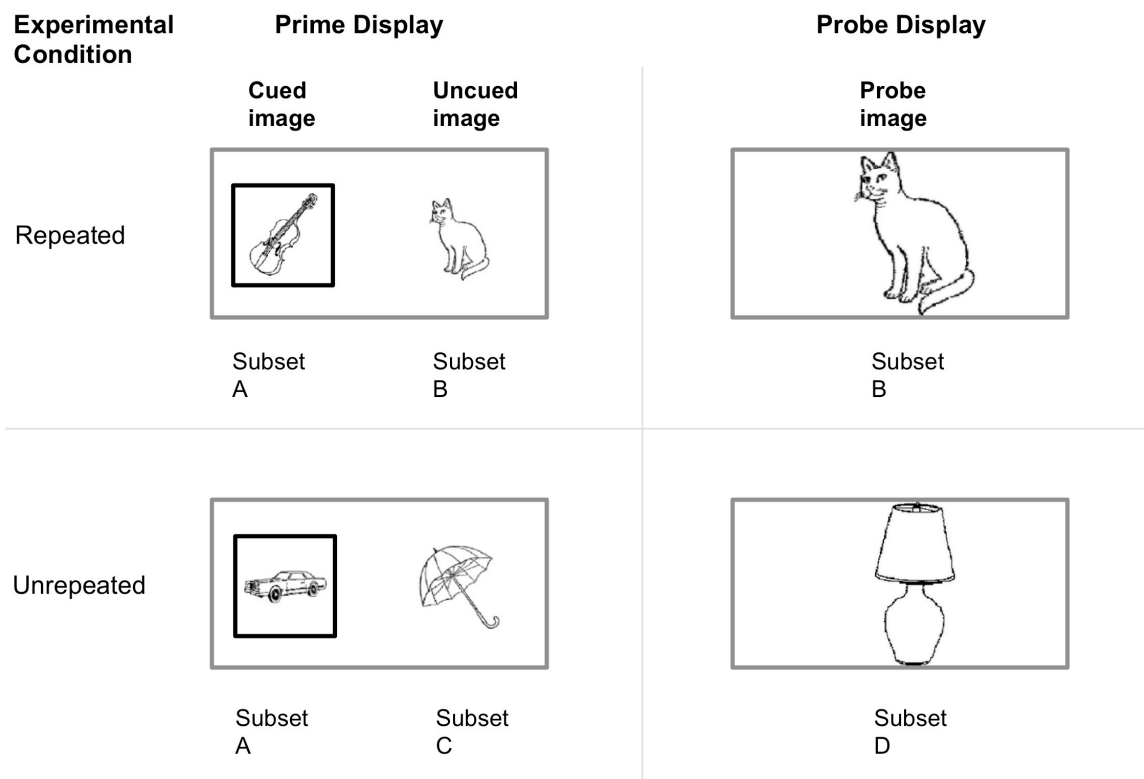 Experimental
Condition
Prime Display
Probe Display
Cued
image
Uncued
image
Probe
image
Repeated
Subset
A
Subset
B
Subset
B
Unrepeated
Subset
A
Subset
C
Subset
D